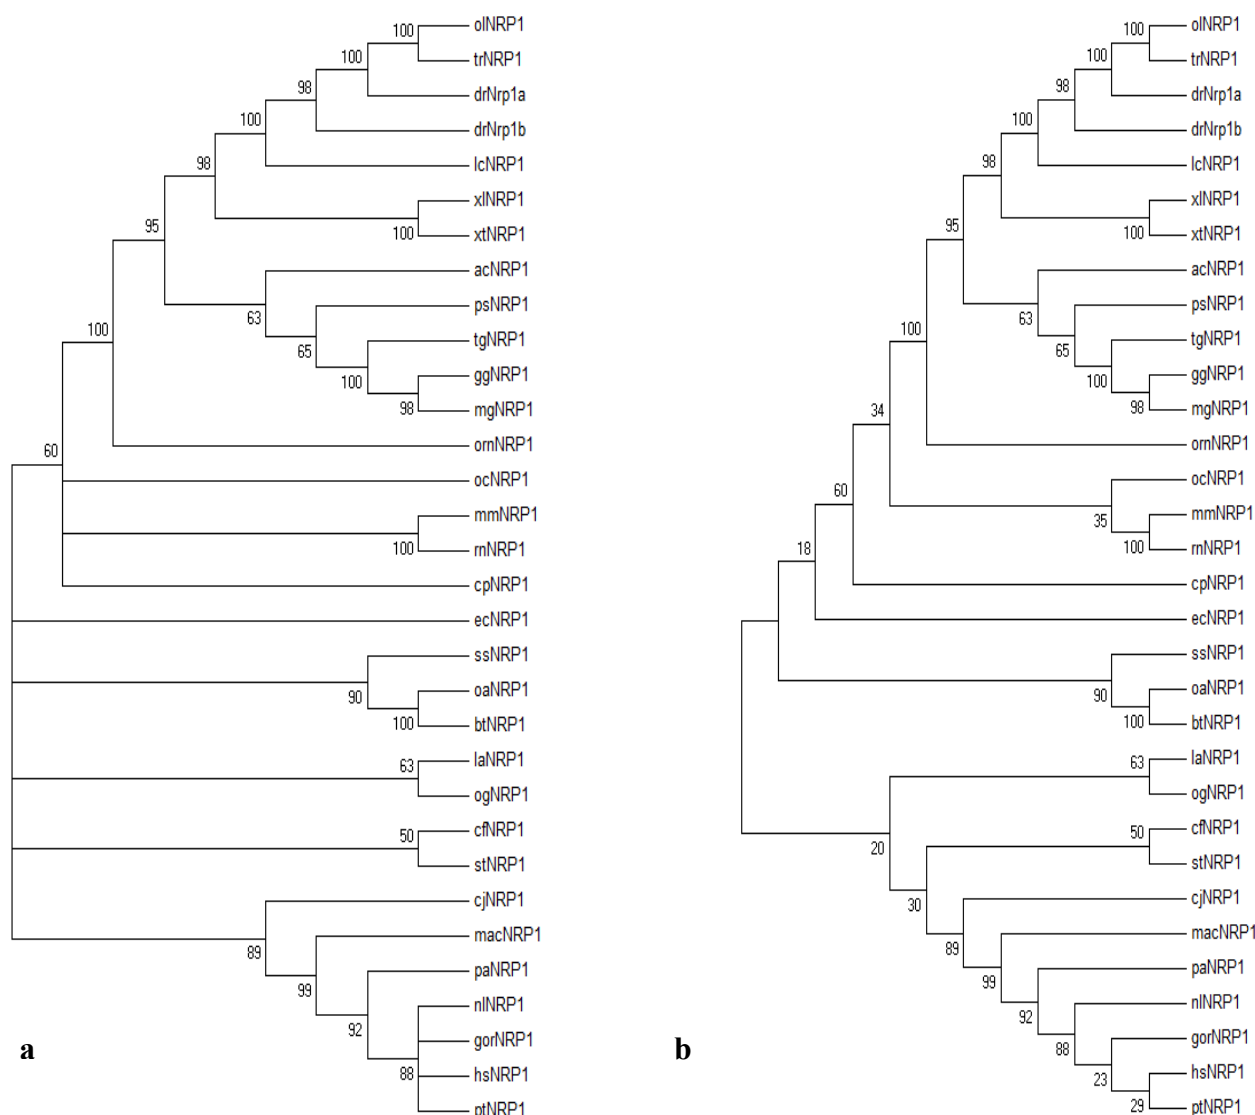 olNRP1
100
trNRP1
100
drNrp1a
98
drNrp1b
100
lcNRP1
98
xlNRP1
100
xtNRP1
95
acNRP1
63
psNRP1
65
tgNRP1
100
ggNRP1
98
mgNRP1
100
ornNRP1
60
ocNRP1
mmNRP1
100
rnNRP1
cpNRP1
ecNRP1
ssNRP1
90
oaNRP1
100
btNRP1
63
laNRP1
ogNRP1
50
cfNRP1
stNRP1
cjNRP1
89
macNRP1
99
paNRP1
92
nlNRP1
gorNRP1
88
hsNRP1
ptNRP1
a
olNRP1
100
trNRP1
100
drNrp1a
98
drNrp1b
100
lcNRP1
98
xlNRP1
100
xtNRP1
95
acNRP1
63
psNRP1
65
tgNRP1
100
ggNRP1
98
mgNRP1
100
ornNRP1
34
ocNRP1
35
mmNRP1
100
rnNRP1
60
cpNRP1
18
ecNRP1
ssNRP1
90
oaNRP1
100
btNRP1
63
laNRP1
ogNRP1
20
50
cfNRP1
stNRP1
30
cjNRP1
89
macNRP1
99
paNRP1
92
nlNRP1
88
gorNRP1
23
hsNRP1
29
ptNRP1
b